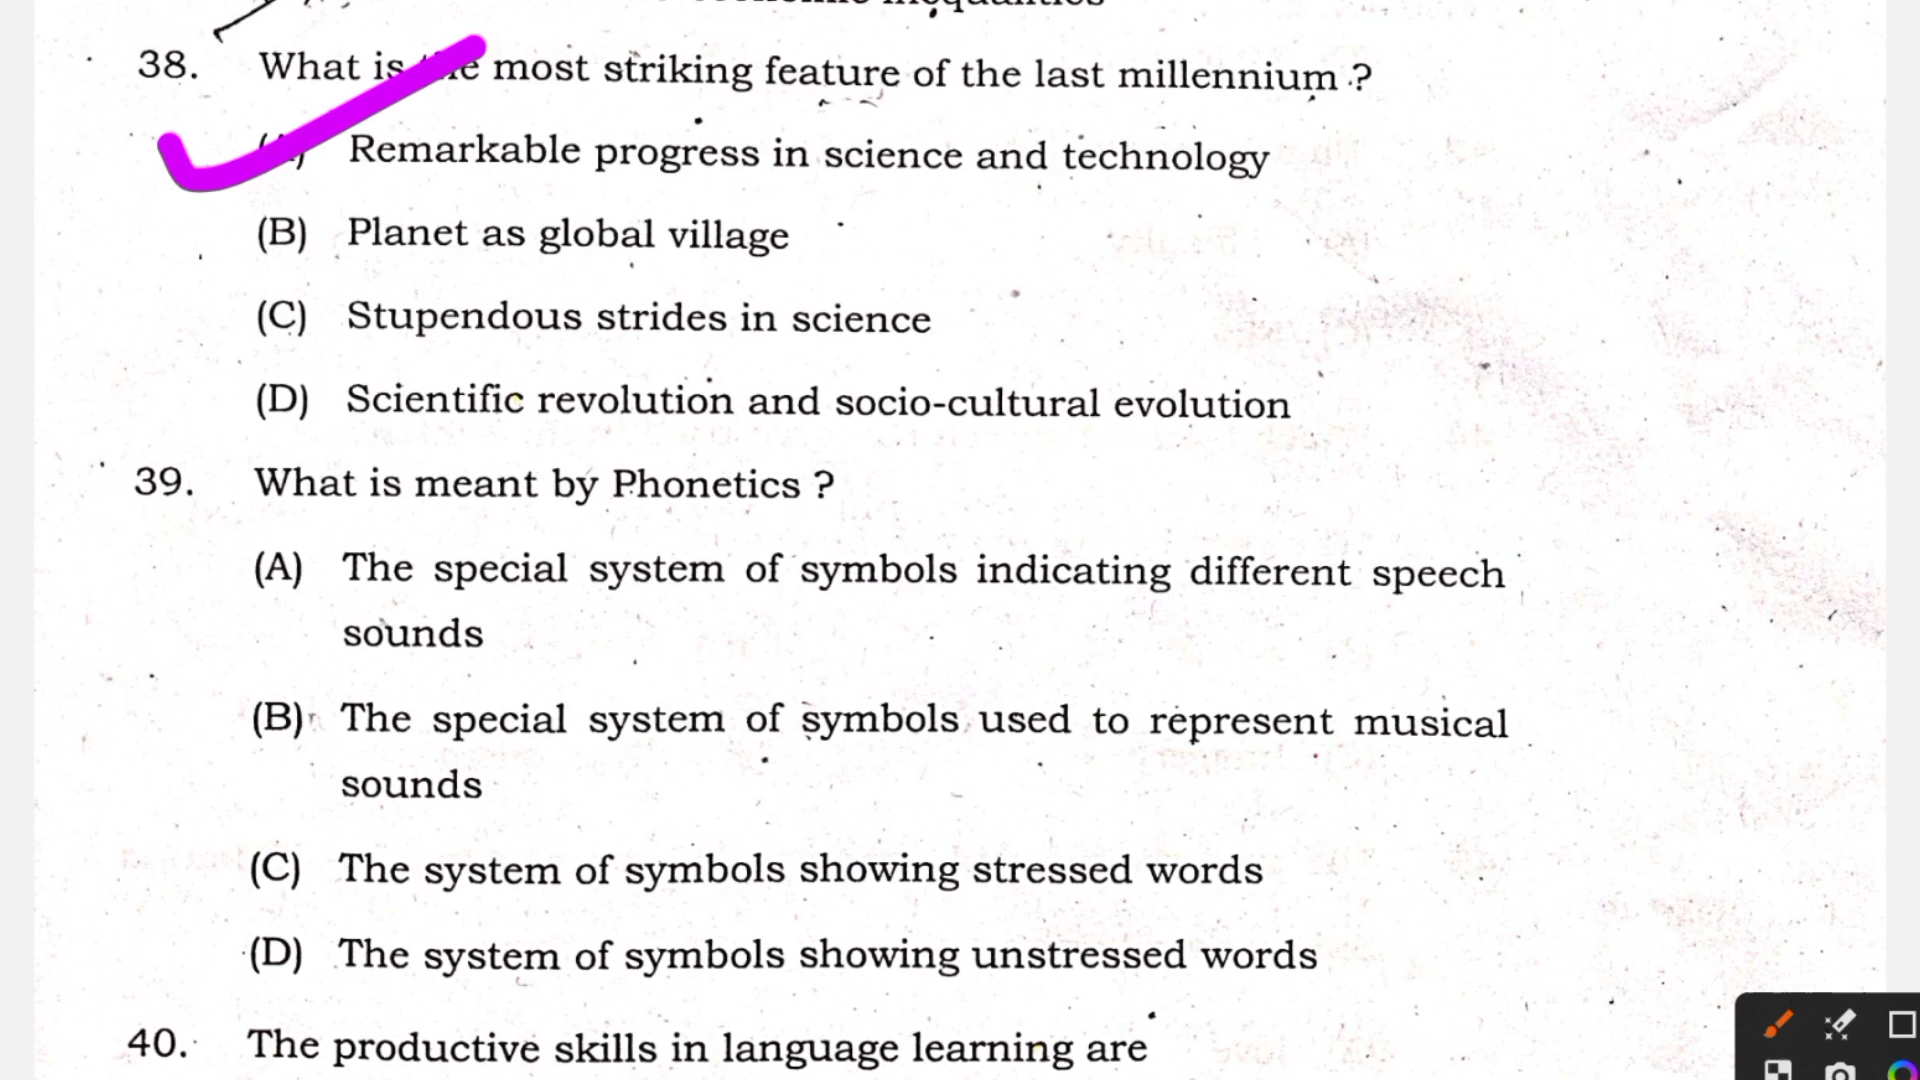 38. What is the most striking feature of the last millennium ?
Remarkable progress in science and technology
(B) Planet as global village
(C) Stupendous strides in science
(D) Scientific revolution and socio-cultural evolution
39. What is meant by Phonetics ?
(A) The special system of symbols indicating different speech
sounds
(B) The special system of symbols used to represent musical
sounds
(C) The system of symbols showing stressed words
(D) The system of symbols showing unstressed words
40. The productive skills in language learning are